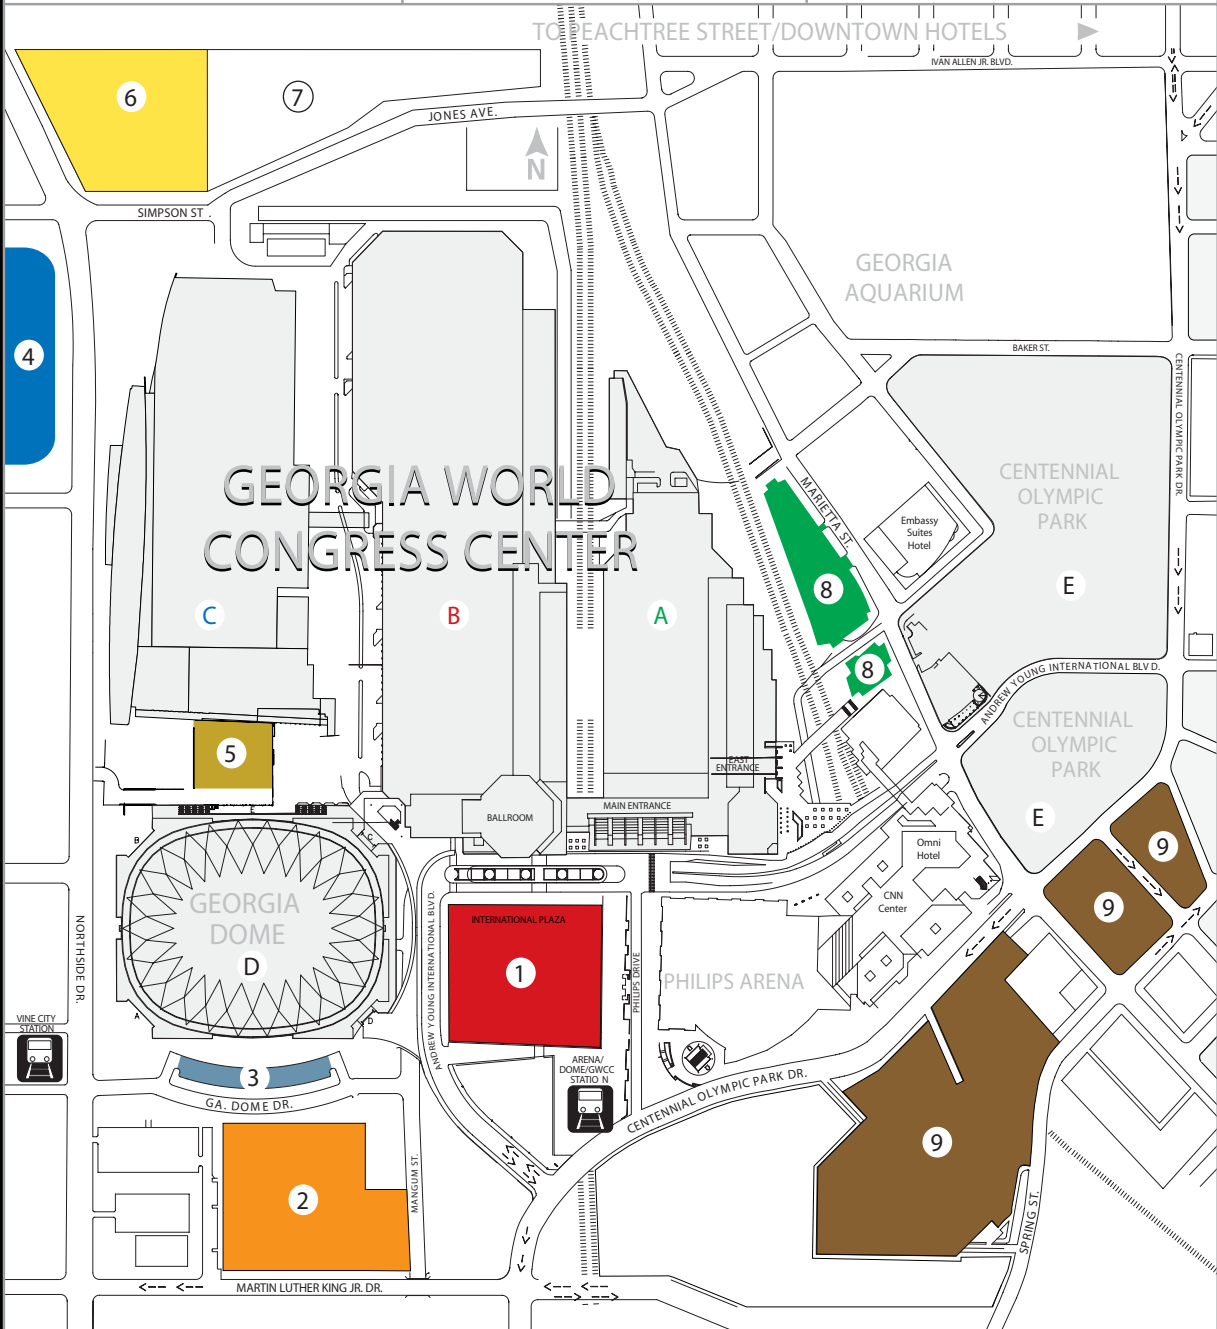 TO PEACHTREE STREET/DOWNTOWN HOTELS
IVAN ALLEN JR. BLVD.
6
7
JONES AVE.
N
SIMPSON ST .
GEORGIA
AQUARIUM
4
BAKER ST.
CENTENNIAL OLYMPIC PARK DR.
GEORGIA WORLD
CONGRESS CENTER
CENTENNIAL
OLYMPIC
PARK
MARIETTA ST.
Embassy
Suites
Hotel
8
E
C
B
A
8
ANDREW YOUNG INTERNATIONAL BLVD.
CENTENNIAL
OLYMPIC
PARK
5
EAST
ENTRANCE
E
MAIN ENTRANCE
BALLROOM
E
B
C
Omni
Hotel
9
CNN
Center
9
GEORGIA
DOME
D
A
D
NORTHSIDE DR.
ANDREW YOUNG INTERNATIONAL BLVD.
INTERNATIONAL PLAZA
1
PHILIPS DRIVE
PHILIPS ARENA
VINE CITY
STATION
ARENA/
DOME/GWCC
STATIO N
3
GA. DOME DR.
CENTENNIAL OLYMPIC PARK DR.
9
MANGUM ST.
2
SPRING ST.
MARTIN LUTHER KING JR. DR.